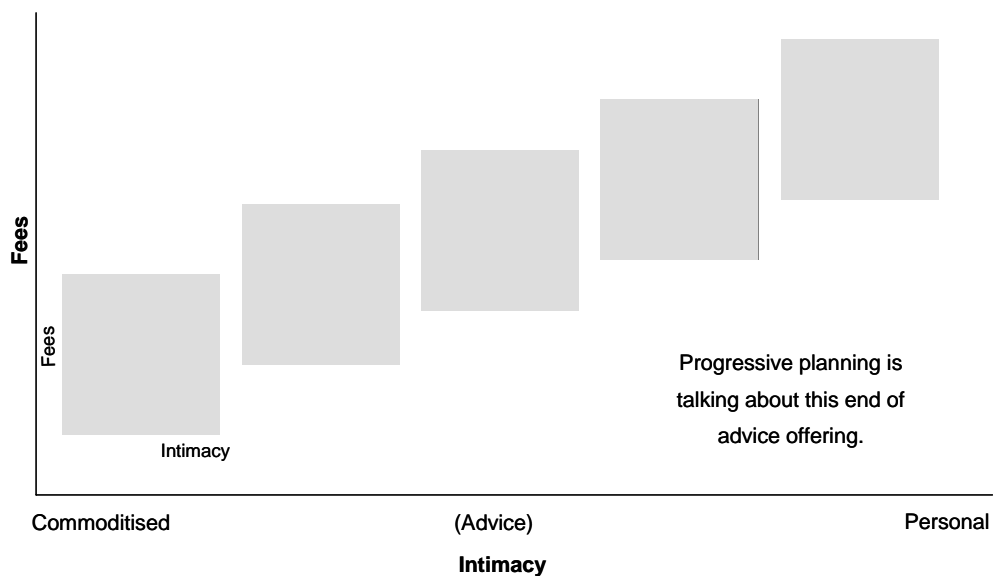 Fees
Fees
Intimacy
Progressive planning is
talking about this end of
advice offering.
Commoditised
(Advice)
Personal
Intimacy